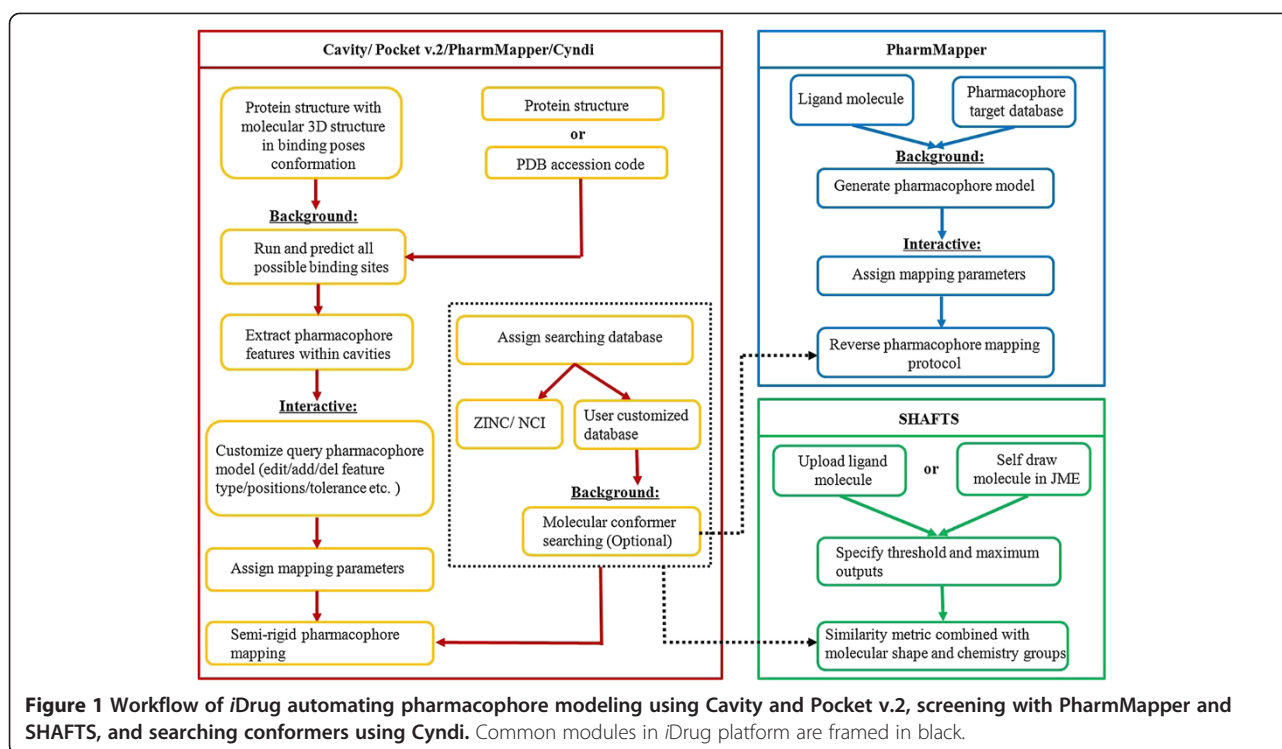 Cavity/ Pocket v.2/PharmMapper/Cyndi
Protein structure with
molecular 3D structure
in binding poses
conformation
Protein structure
or
PDB accession code
Background:
Run and predict all
possible binding sites
Extract pharmacophore
features within cavities
Interactive:
Customize query pharmacophore
model (edit/add/del feature
type/positions/tolerance etc. )
Assign mapping parameters
Semi-rigid pharmacophore
mapping
Assign searching database
ZINC/ NCI
User customized
database
Background:
Molecular conformer
searching (Optional)
PharmMapper
Ligand molecule
Pharmacophore
target database
Background:
Generate pharmacophore model
Interactive:
Assign mapping parameters
Reverse pharmacophore mapping
protocol
SHAFTS
Upload ligand
molecule
or
Self draw
molecule in JME
Specify threshold and maximum
outputs
Similarity metric combined with
molecular shape and chemistry groups
Figure 1 Workflow of iDrug automating pharmacophore modeling using Cavity and Pocket v.2, screening with PharmMapper and
SHAFTS, and searching conformers using Cyndi. Common modules in iDrug platform are framed in black.